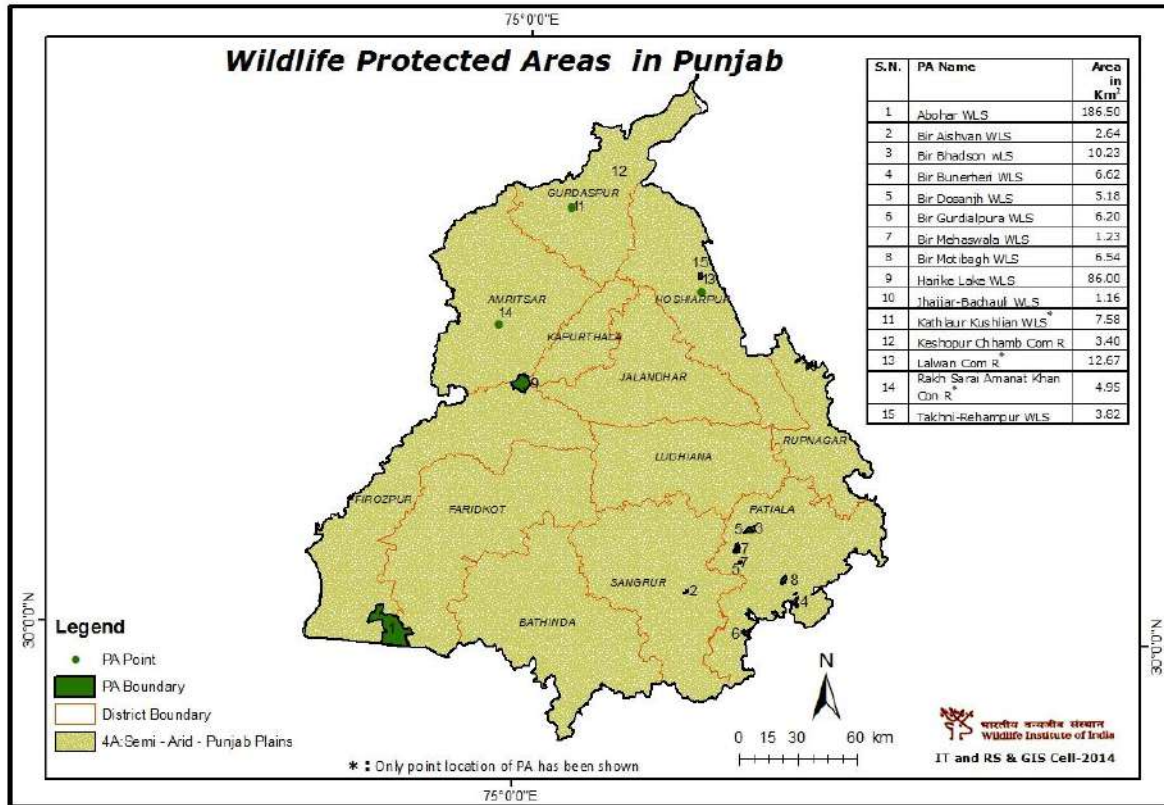 75°0'0"E
Wildlife Protected Areas in Punjab
S.N. PA Name Area in Km²
1 Abohar WLS 186.50
2 Bir Aishvan WLS 2.64
3 Bir Bhadson WLS 10.23
4 Bir Bunerheri WLS 6.62
5 Bir Dosanjh WLS 5.18
6 Bir Gurdialpura WLS 6.20
7 Bir Mehaswala WLS 1.23
8 Bir Motibagh WLS 6.54
9 Harike Lake WLS 86.00
10 Jhajjar-Bachauli WLS 1.16
11 Kathlaur Kushlian WLS* 7.58
12 Keshopur Chhamb Com R 3.40
13 Lalwan Com R* 12.67
14 Rakh Sarai Amanat Khan Con R* 4.95
15 Takhni-Rehampur WLS 3.82
12
GURDASPUR
11
15
13
HOSHIARPUR
AMRITSAR
14
KAPURTHALA
9
JALANDHAR
10
RUPNAGAR
LUDHIANA
FIROZPUR
FARIDKOT
PATIALA
5 3
7
7
5
SANGRUR
2
8
4
BATHINDA
6
1
30°0'0"N
30°0'0"N
Legend
PA Point
PA Boundary
District Boundary
4A:Semi - Arid - Punjab Plains
N
0 15 30 60 km
* : Only point location of PA has been shown
भारतीय वन्यजीव संस्थान
Wildlife Institute of India
IT and RS & GIS Cell-2014
75°0'0"E